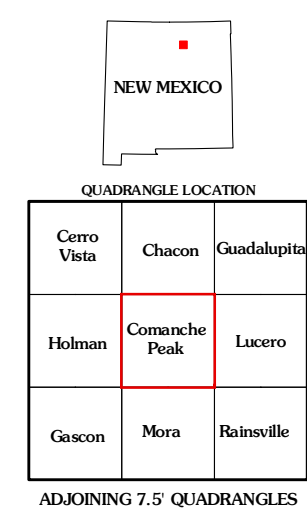 NEW MEXICO
QUADRANGLE LOCATION
Cerro
Vista
Chacon
Guadalupita
Holman
Comanche
Peak
Lucero
Gascon
Mora
Rainsville
ADJOINING 7.5' QUADRANGLES